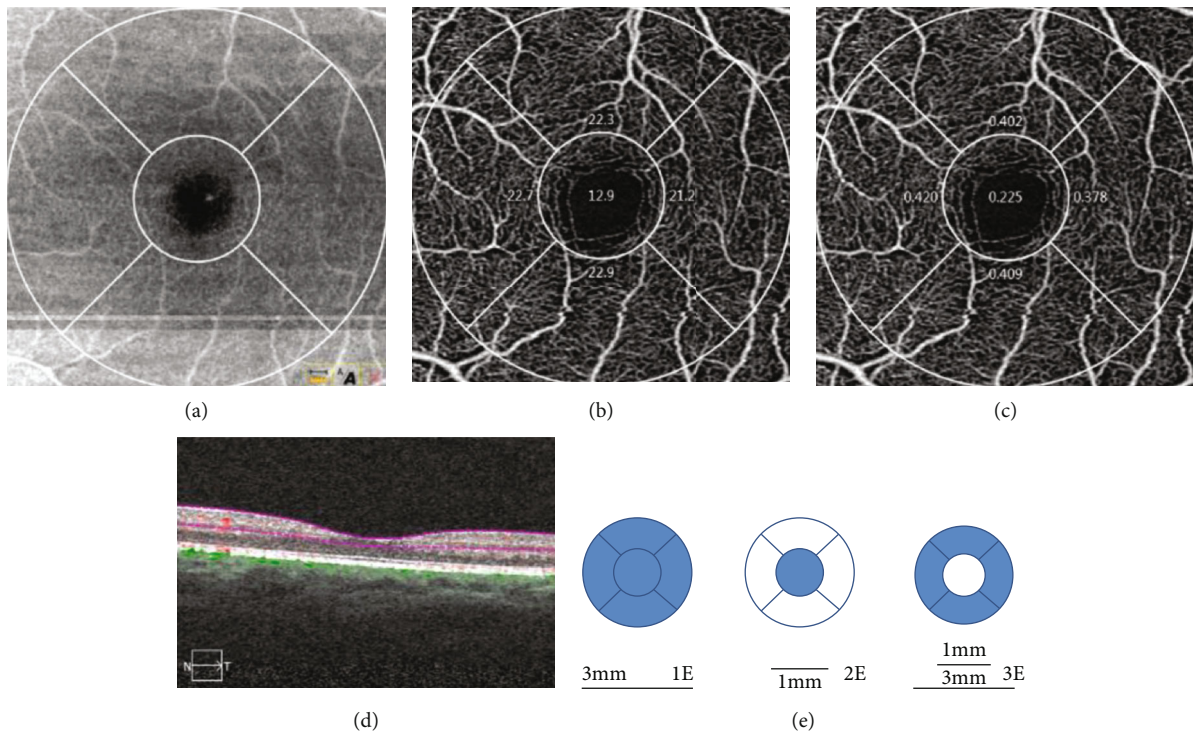 A A
(a)
22.3
22.7 12.9 21.2
22.9
(b)
0.402
0.420 0.225 0.378
0.409
(c)
N T
(d)
3mm 1E
1mm 2E
1mm
3mm 3E
(e)